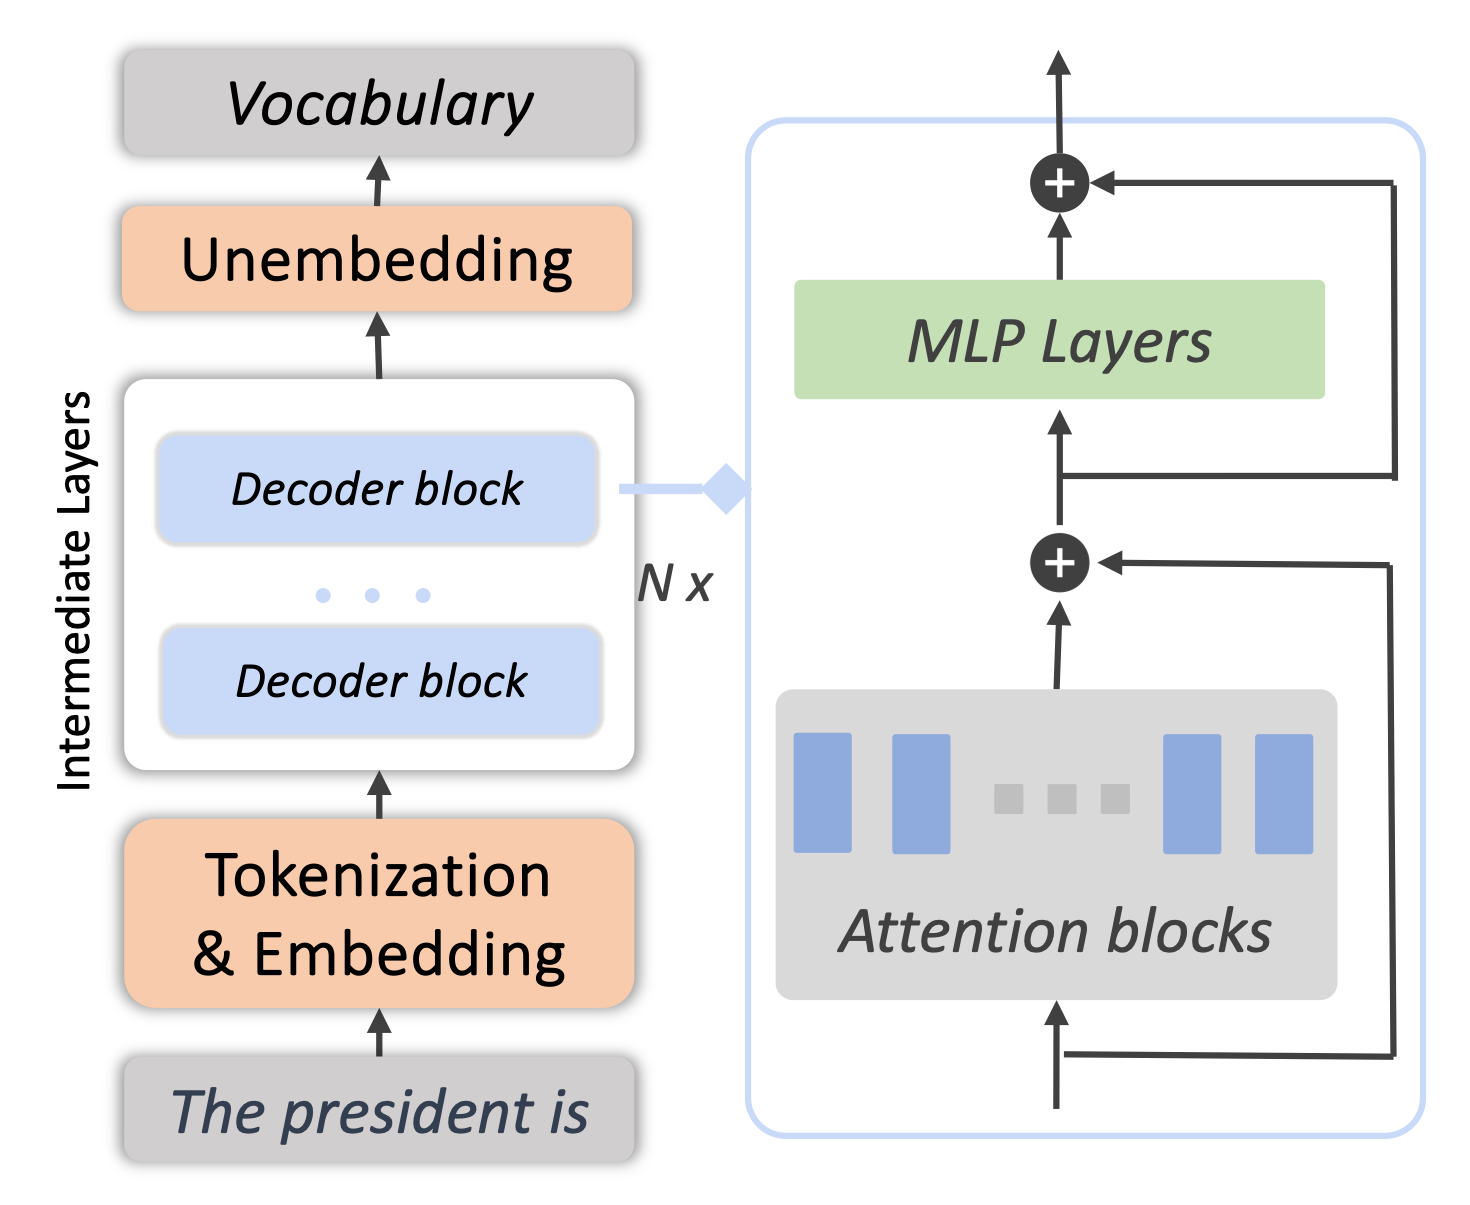 Vocabulary
Unembedding
Intermediate Layers
Decoder block
Decoder block
N x
Tokenization
& Embedding
The president is
MLP Layers
Attention blocks